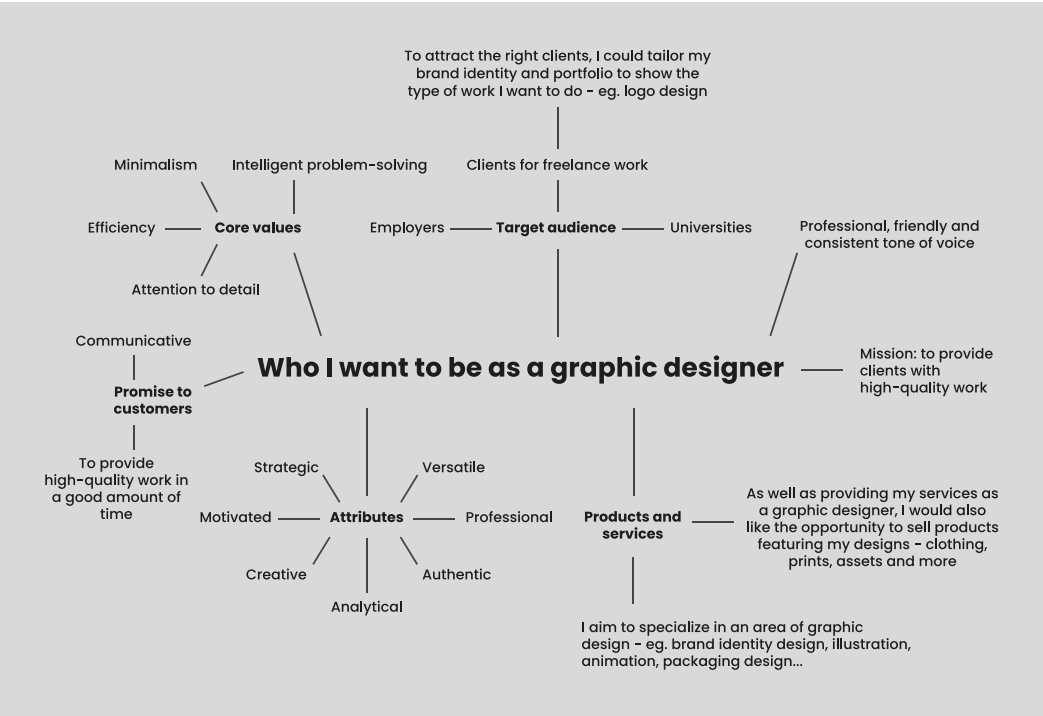 To attract the right clients, I could tailor my
brand identity and portfolio to show the
type of work I want to do - eg. logo design
Minimalism
Intelligent problem-solving
Clients for freelance work
Efficiency
Core values
Employers
Target audience
Universities
Professional, friendly and
consistent tone of voice
Attention to detail
Communicative
Who I want to be as a graphic designer
Mission: to provide
clients with
high-quality work
Promise to
customers
To provide
high-quality work in
a good amount of
time
Strategic
Versatile
Motivated
Attributes
Professional
Creative
Authentic
Analytical
Products and
services
As well as providing my services as
a graphic designer, I would also
like the opportunity to sell products
featuring my designs - clothing,
prints, assets and more
I aim to specialize in an area of graphic
design - eg. brand identity design, illustration,
animation, packaging design...